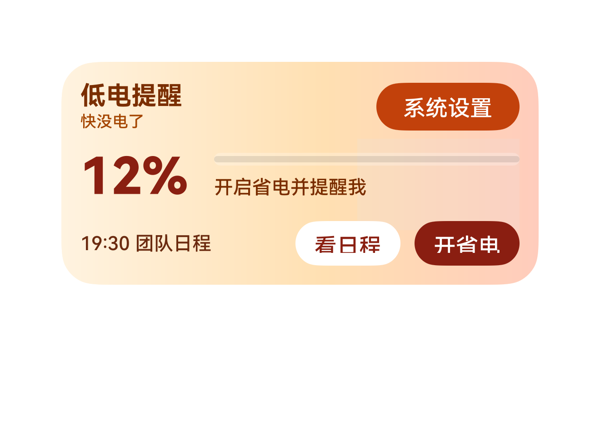 低电提醒
快没电了
系统设置
12%
开启省电并提醒我
19:30 团队日程
看日程
开省电